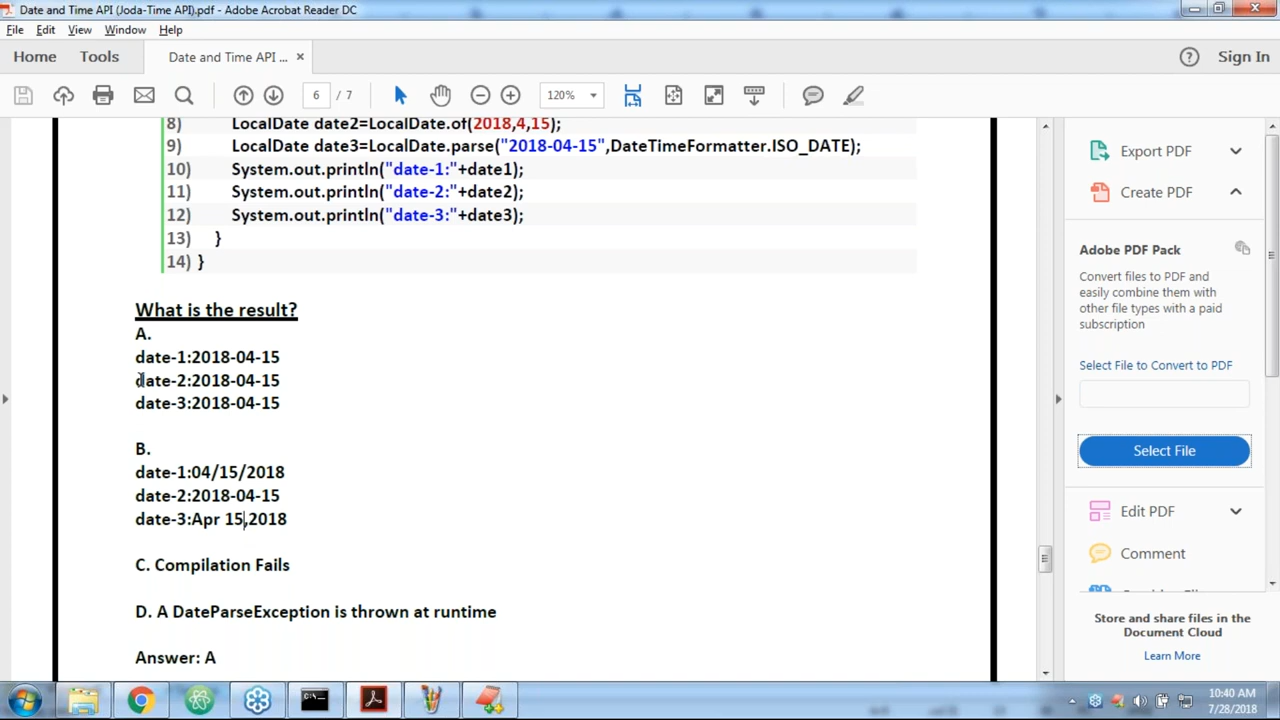 Date and Time API (Joda-Time API).pdf - Adobe Acrobat Reader DC
File Edit View Window Help
Home Tools Date and Time API ... × Sign In
6 / 7 120%
8) LocalDate date2=LocalDate.of(2018,4,15);
9) LocalDate date3=LocalDate.parse("2018-04-15",DateTimeFormatter.ISO_DATE);
10) System.out.println("date-1:"+date1);
11) System.out.println("date-2:"+date2);
12) System.out.println("date-3:"+date3);
13) }
14) }
What is the result?
A.
date-1:2018-04-15
date-2:2018-04-15
date-3:2018-04-15
B.
date-1:04/15/2018
date-2:2018-04-15
date-3:Apr 15,2018
C. Compilation Fails
D. A DateParseException is thrown at runtime
Answer: A
Export PDF
Create PDF
Adobe PDF Pack
Convert files to PDF and
easily combine them with
other file types with a paid
subscription
Select File to Convert to PDF
Select File
Edit PDF
Comment
Store and share files in the
Document Cloud
Learn More
10:40 AM
7/28/2018